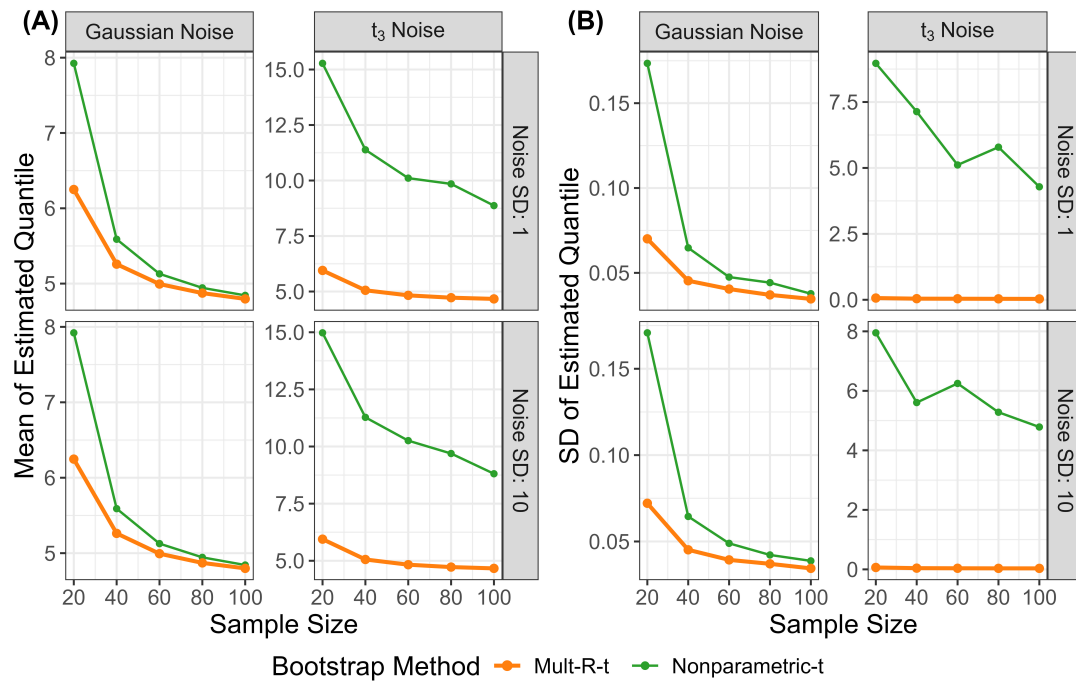 (A)
Gaussian Noise
t3 Noise
Mean of Estimated Quantile
8
7
6
5
15.0
12.5
10.0
7.5
5.0
Noise SD: 1
8
7
6
5
15.0
12.5
10.0
7.5
5.0
Noise SD: 10
20 40 60 80 100
20 40 60 80 100
Sample Size
(B)
Gaussian Noise
t3 Noise
SD of Estimated Quantile
0.15
0.10
0.05
7.5
5.0
2.5
0.0
Noise SD: 1
0.15
0.10
0.05
8
6
4
2
0
Noise SD: 10
20 40 60 80 100
20 40 60 80 100
Sample Size
Bootstrap Method Mult-R-t Nonparametric-t